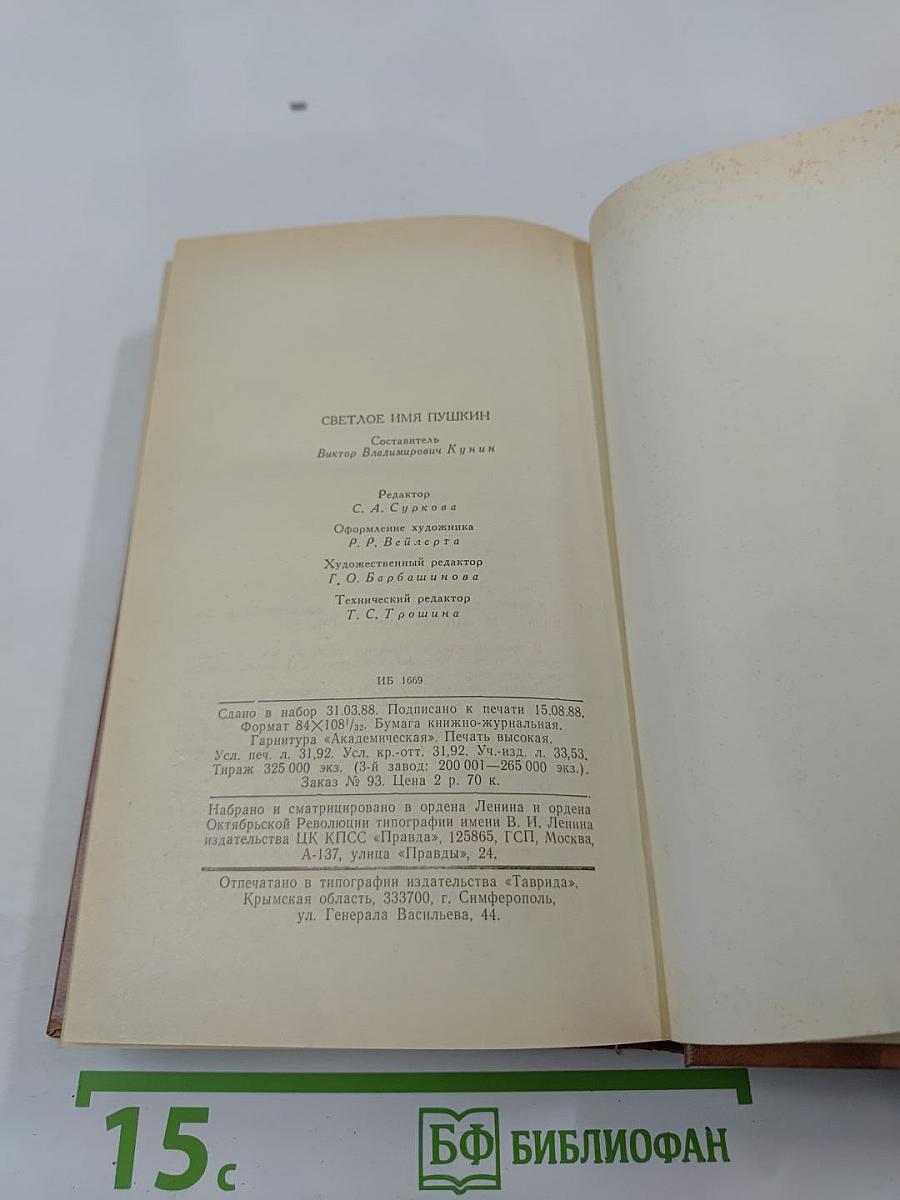 СВЕТЛОЕ ИМЯ ПУШКИН
Составитель
Виктор Владимирович Кунин
Редактор
С. А. Суркова
Оформление художника
Р. Р. Вейлерта
Художественный редактор
Г. О. Барбашинова
Технический редактор
Т. С. Трошина
ИБ 1669
Сдано в набор 31.03.88. Подписано к печати 15.08.88.
Формат 84×108¹/₃₂. Бумага книжно-журнальная.
Гарнитура «Академическая». Печать высокая.
Усл. печ. л. 31,92. Усл. кр.-отт. 31,92. Уч.-изд. л. 33,53.
Тираж 325 000 экз. (3-й завод: 200 001—265 000 экз.).
Заказ № 93. Цена 2 р. 70 к.
Набрано и сматрицировано в ордена Ленина и ордена
Октябрьской Революции типографии имени В. И. Ленина
издательства ЦК КПСС «Правда», 125865, ГСП, Москва,
А-137, улица «Правды», 24.
Отпечатано в типографии издательства «Таврида»,
Крымская область, 333700, г. Симферополь,
ул. Генерала Васильева, 44.
15 с
БФ БИБЛИОФАН